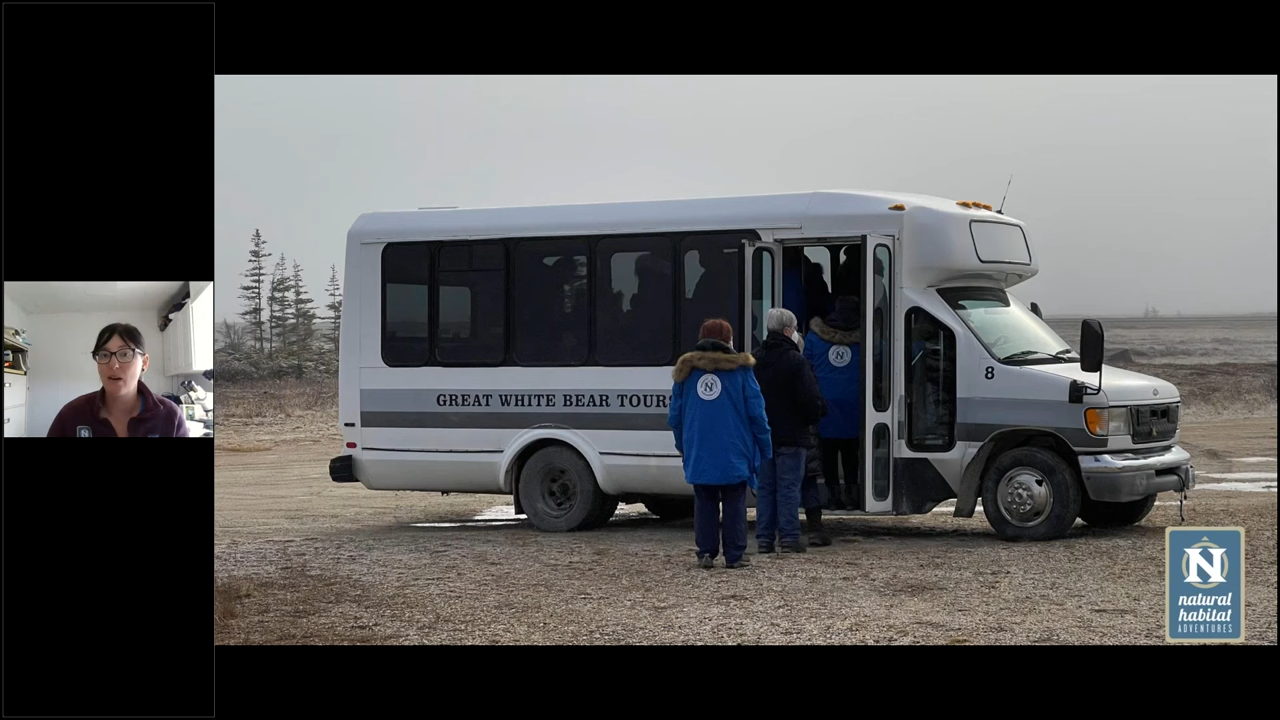 GREAT WHITE BEAR TOURS
8
N
N
N
natural
habitat
ADVENTURES